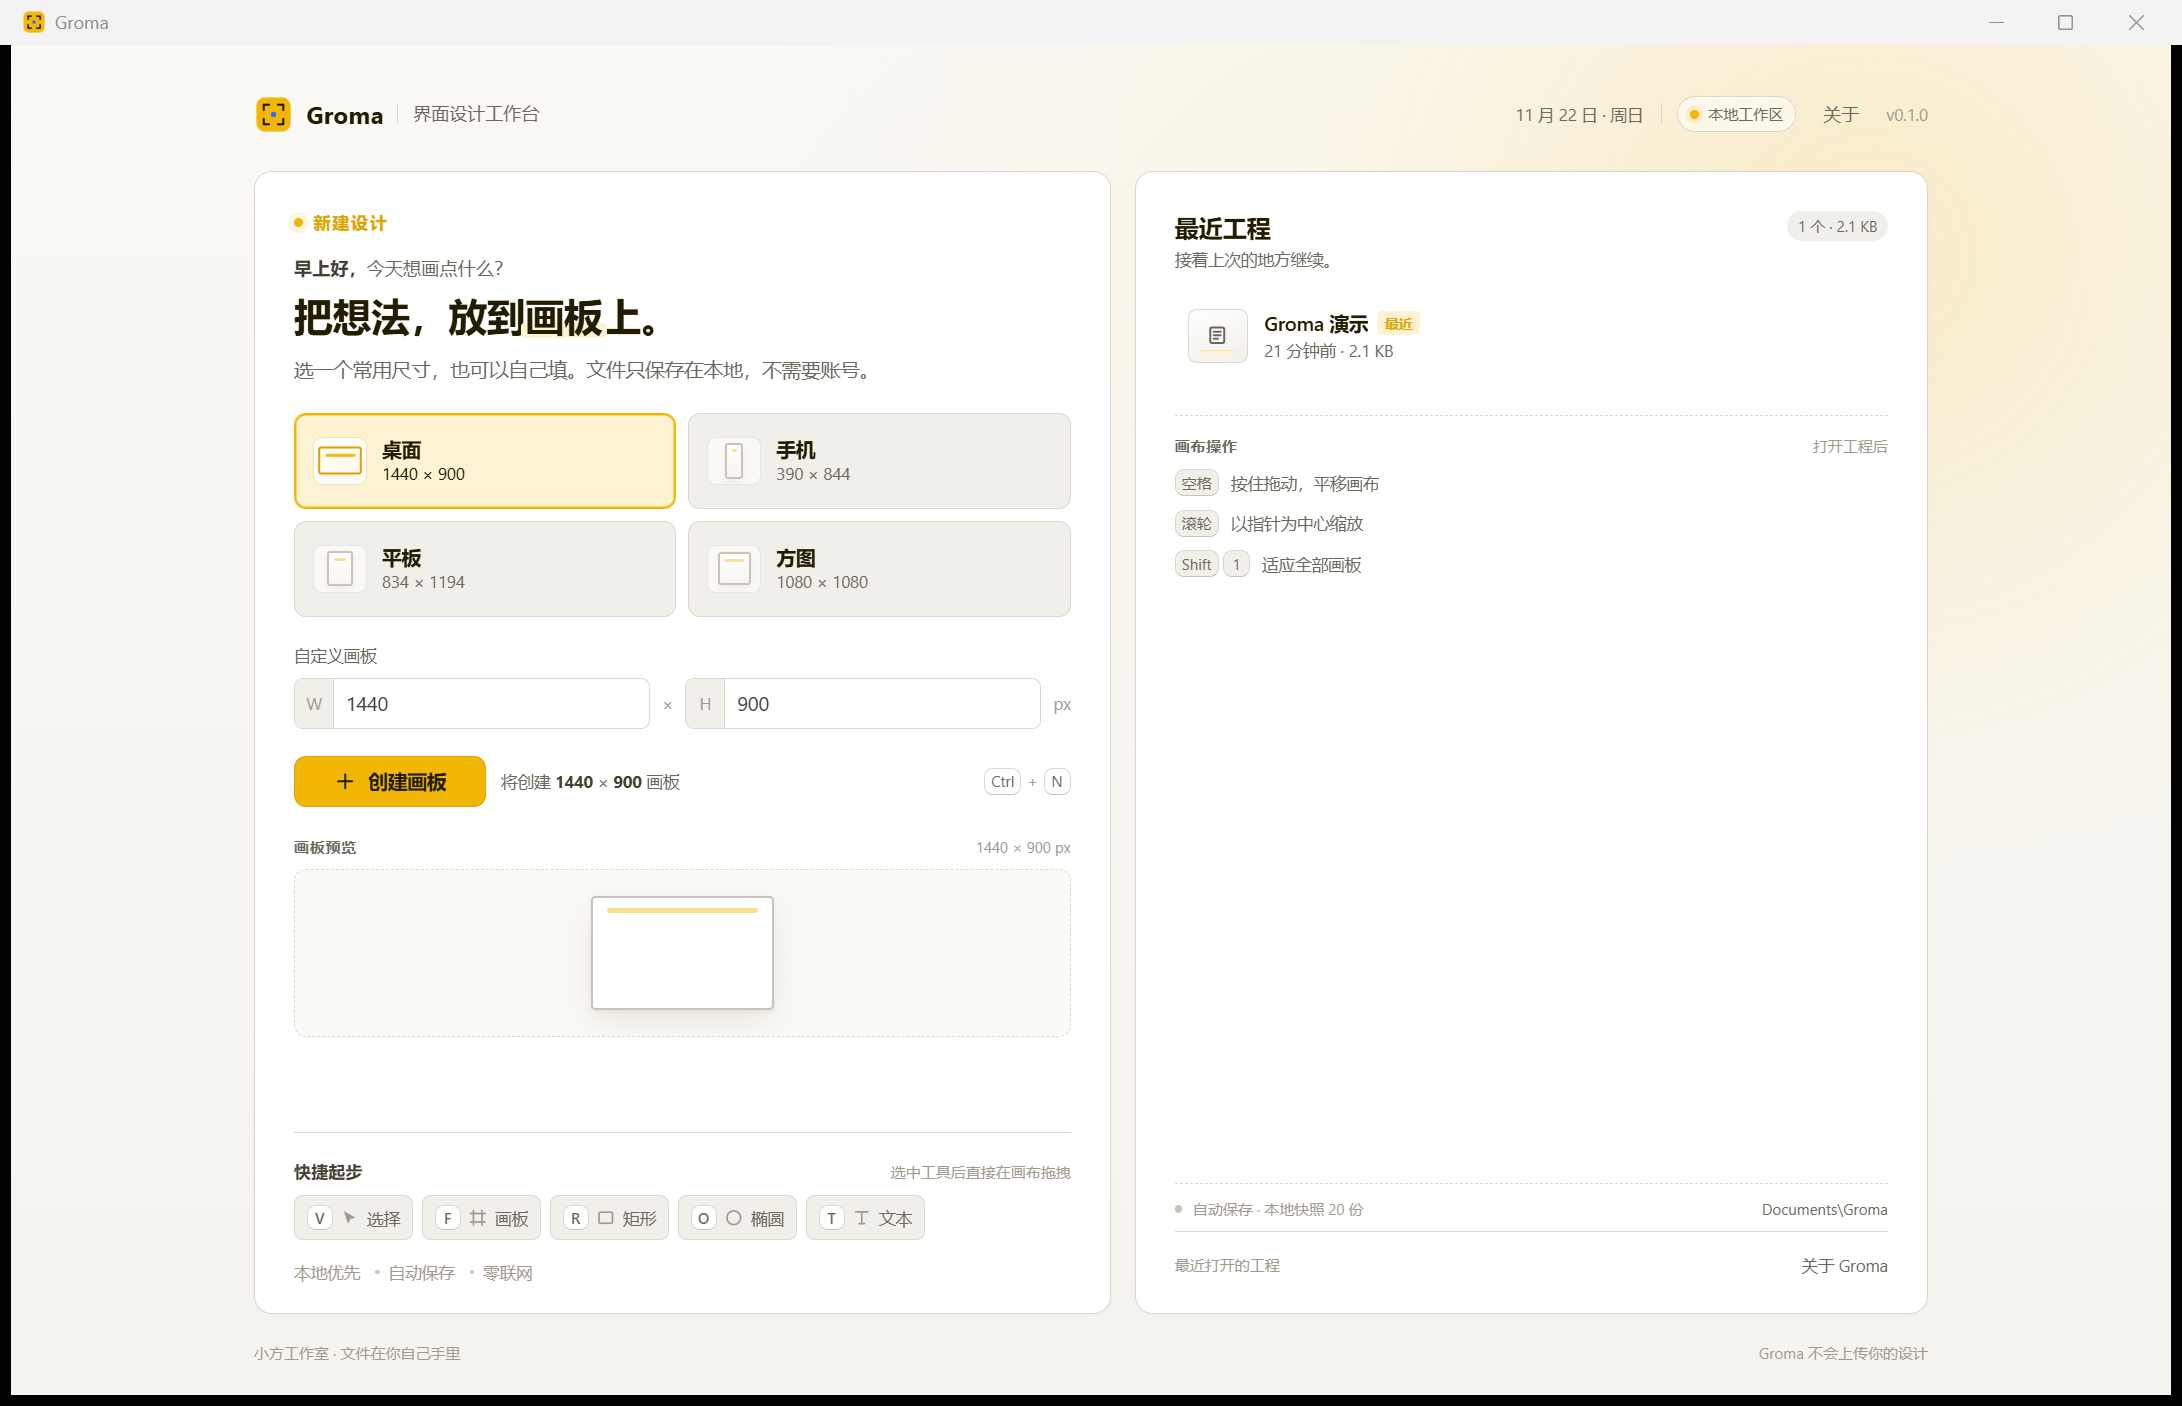 Groma
Groma 界面设计工作台
11 月 22 日 · 周日 本地工作区 关于 v0.1.0
新建设计
早上好，今天想画点什么？
把想法，放到画板上。
选一个常用尺寸，也可以自己填。文件只保存在本地，不需要账号。
桌面
1440 × 900
手机
390 × 844
平板
834 × 1194
方图
1080 × 1080
自定义画板
W 1440 × H 900 px
创建画板 将创建 1440 × 900 画板 Ctrl + N
画板预览 1440 × 900 px
快捷起步 选中工具后直接在画布拖拽
V 选择 F 画板 R 矩形 O 椭圆 T 文本
本地优先 • 自动保存 • 零联网
最近工程 1 个 · 2.1 KB
接着上次的地方继续。
Groma 演示 最近
21 分钟前 · 2.1 KB
画布操作 打开工程后
空格 按住拖动，平移画布
滚轮 以指针为中心缩放
Shift 1 适应全部画板
自动保存 · 本地快照 20 份 Documents\Groma
最近打开的工程 关于 Groma
小方工作室 · 文件在你自己手里 Groma 不会上传你的设计